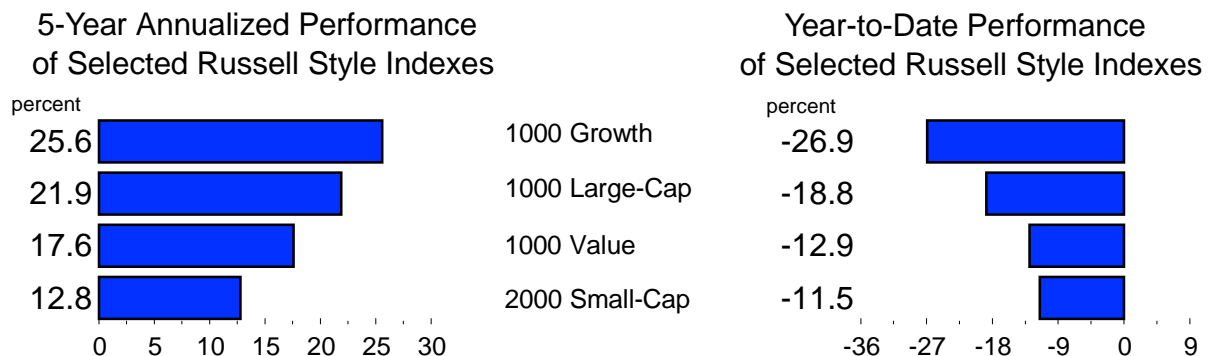 5-Year Annualized Performance
of Selected Russell Style Indexes
percent
25.6
21.9
17.6
12.8
0 5 10 15 20 25 30
1000 Growth
1000 Large-Cap
1000 Value
2000 Small-Cap
Year-to-Date Performance
of Selected Russell Style Indexes
percent
-26.9
-18.8
-12.9
-11.5
-36 -27 -18 -9 0 9